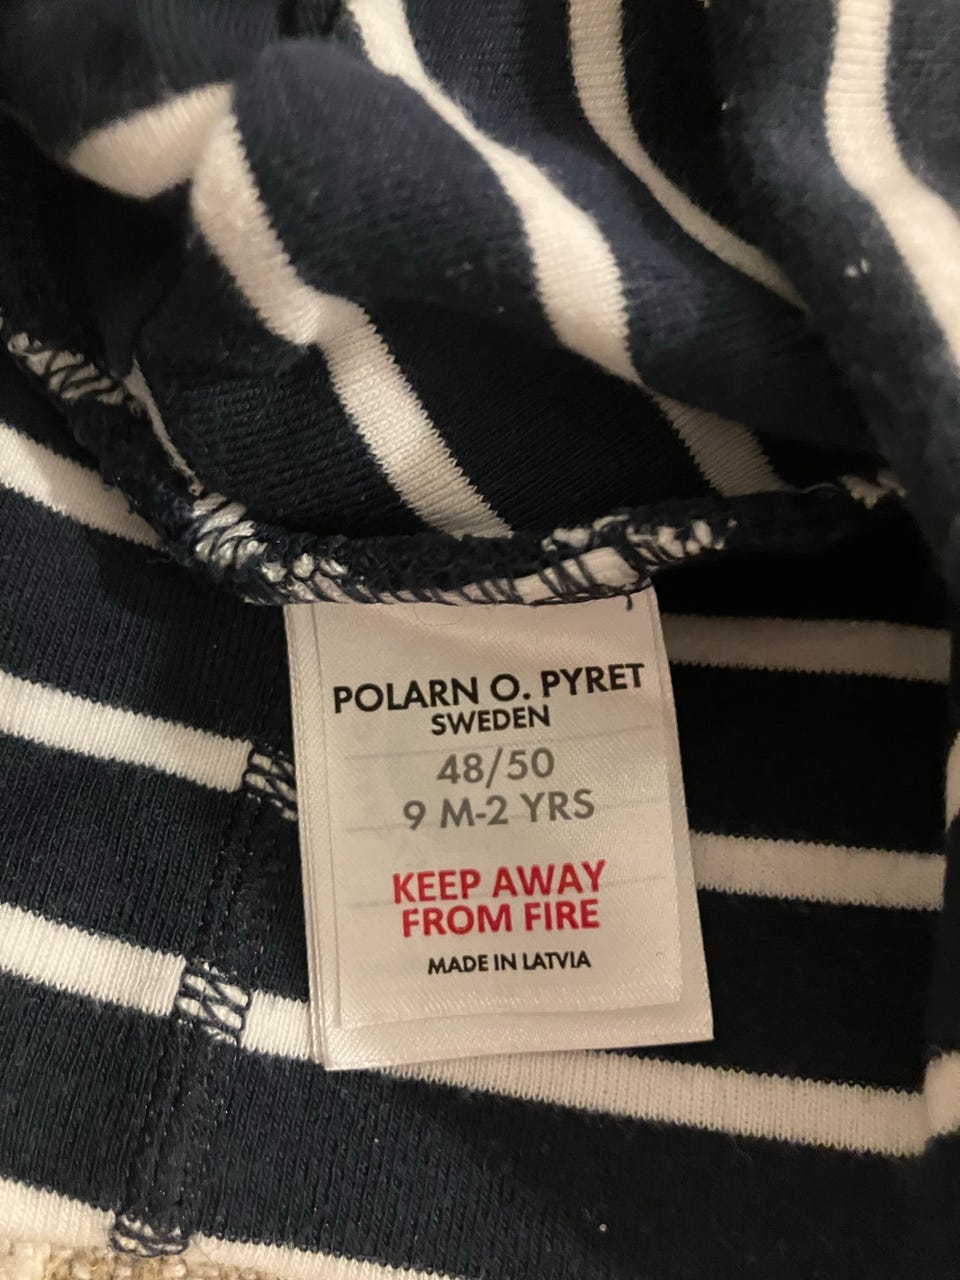 POLARN O. PYRET
SWEDEN
48/50
9 M-2 YRS
KEEP AWAY
FROM FIRE
MADE IN LATVIA